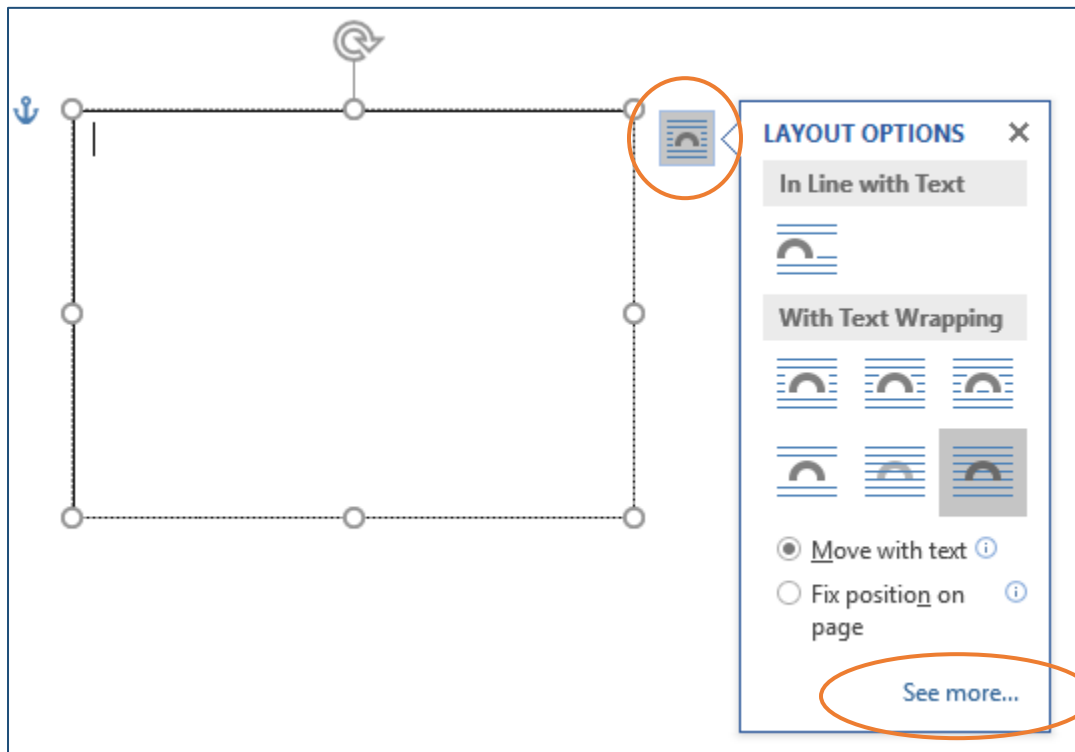 LAYOUT OPTIONS
In Line with Text
With Text Wrapping
Move with text
Fix position on
page
See more...